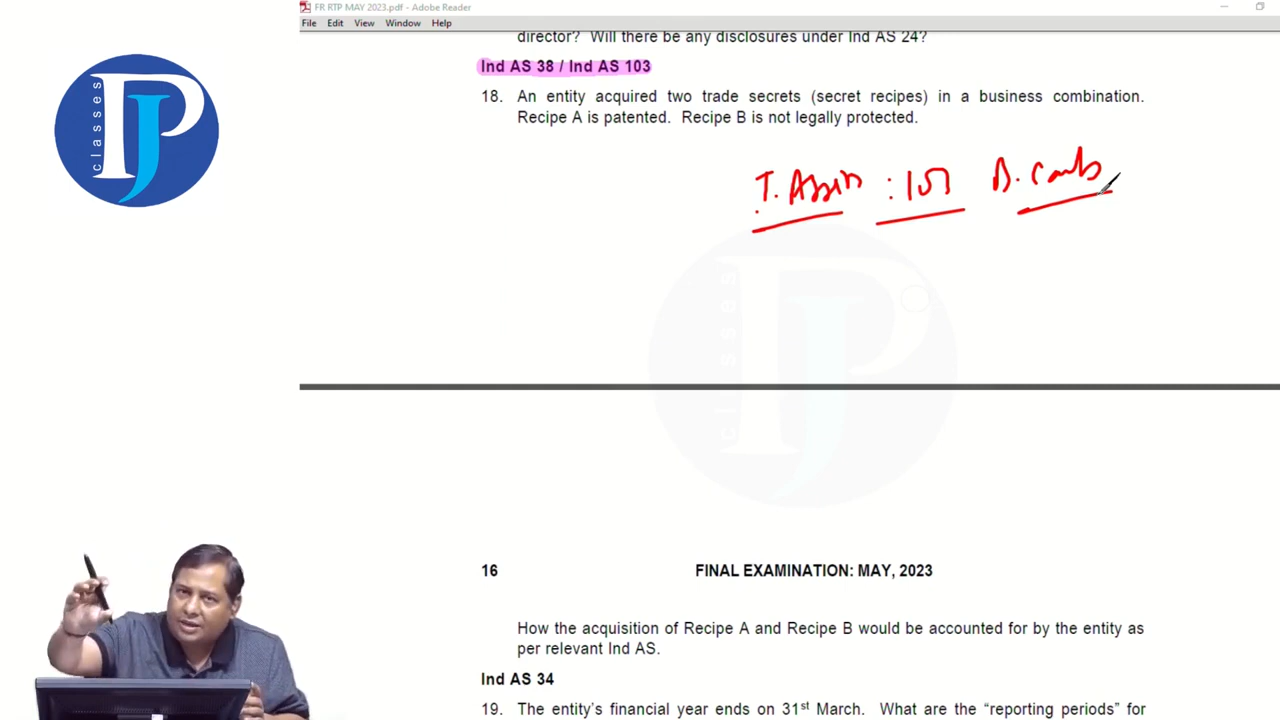 FR RTP MAY 2023.pdf - Adobe Reader
File Edit View Window Help
director? Will there be any disclosures under Ind AS 24?
Ind AS 38 / Ind AS 103
18. An entity acquired two trade secrets (secret recipes) in a business combination.
Recipe A is patented. Recipe B is not legally protected.
: 103
classes
PJ
16 FINAL EXAMINATION: MAY, 2023
How the acquisition of Recipe A and Recipe B would be accounted for by the entity as
per relevant Ind AS.
Ind AS 34
19. The entity's financial year ends on 31st March. What are the "reporting periods" for